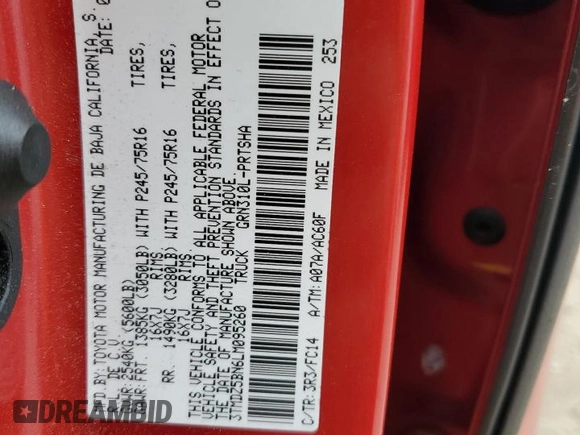 MFD.BY: TOYOTA MOTOR MANUFACTURING DE BAJA CALIFORNIA, S.
DATE: 0
2540KG (5600LB)
GAWR: FRT. 1385KG (3050LB) WITH P245/75R16 TIRES,
16X7J RIMS
RR. 1490KG (3280LB) WITH P245/75R16 TIRES,
16X7J RIMS
THIS VEHICLE CONFORMS TO ALL APPLICABLE FEDERAL MOTOR
VEHICLE SAFETY AND THEFT PREVENTION STANDARDS IN EFFECT O
THE DATE OF MANUFACTURE SHOWN ABOVE.
3TMDZ5BN6LM095260 TRUCK GRN310L-PRTSHA
C/TR:3R3/FC14 A/TM:A07A/AC60F MADE IN MEXICO 253
© RIDESAFELY